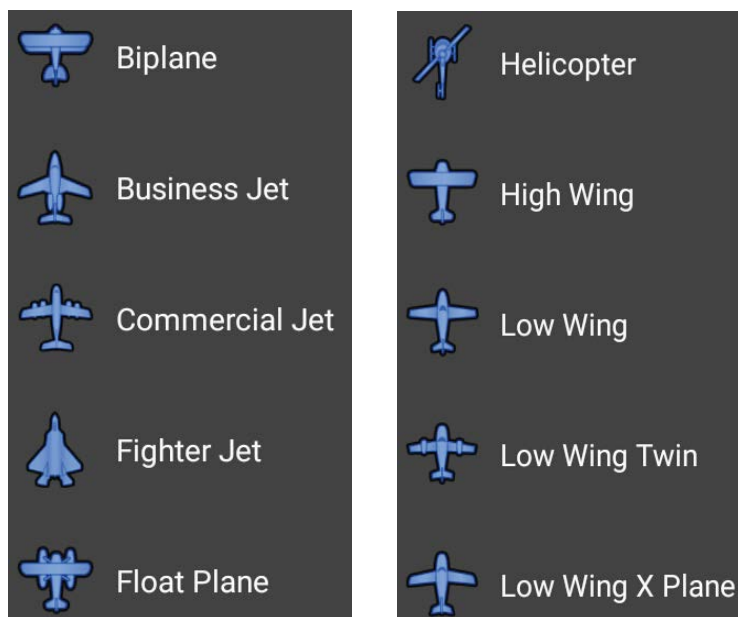 Biplane
Business Jet
Commercial Jet
Fighter Jet
Float Plane
Helicopter
High Wing
Low Wing
Low Wing Twin
Low Wing X Plane